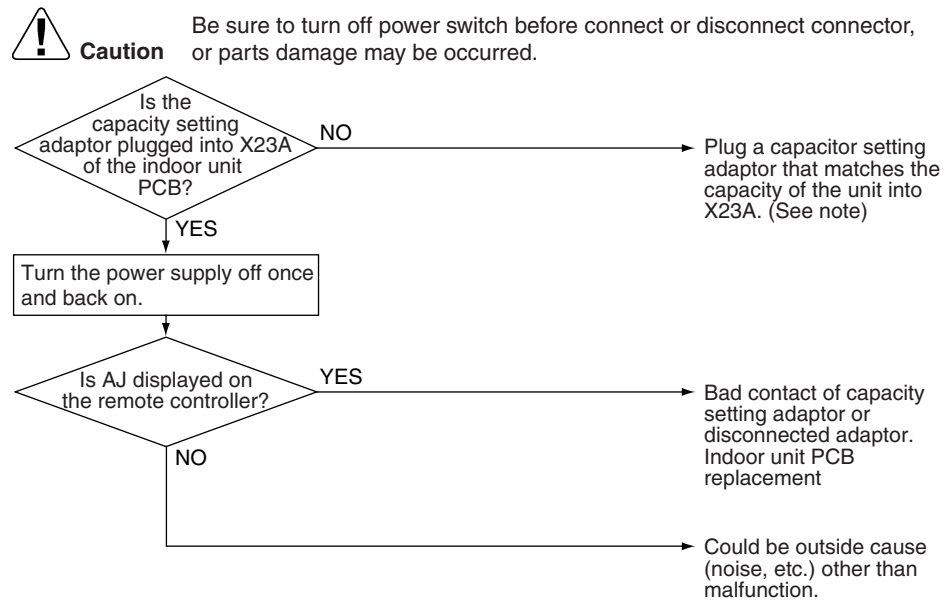 Be sure to turn off power switch before connect or disconnect connector,
Caution
or parts damage may be occurred.
Is the
capacity setting
adaptor plugged into X23A
of the indoor unit
PCB?
NO
Plug a capacitor setting
adaptor that matches the
capacity of the unit into
X23A. (See note)
YES
Turn the power supply off once
and back on.
Is AJ displayed on
the remote controller?
YES
Bad contact of capacity
setting adaptor or
disconnected adaptor.
Indoor unit PCB
replacement
NO
Could be outside cause
(noise, etc.) other than
malfunction.